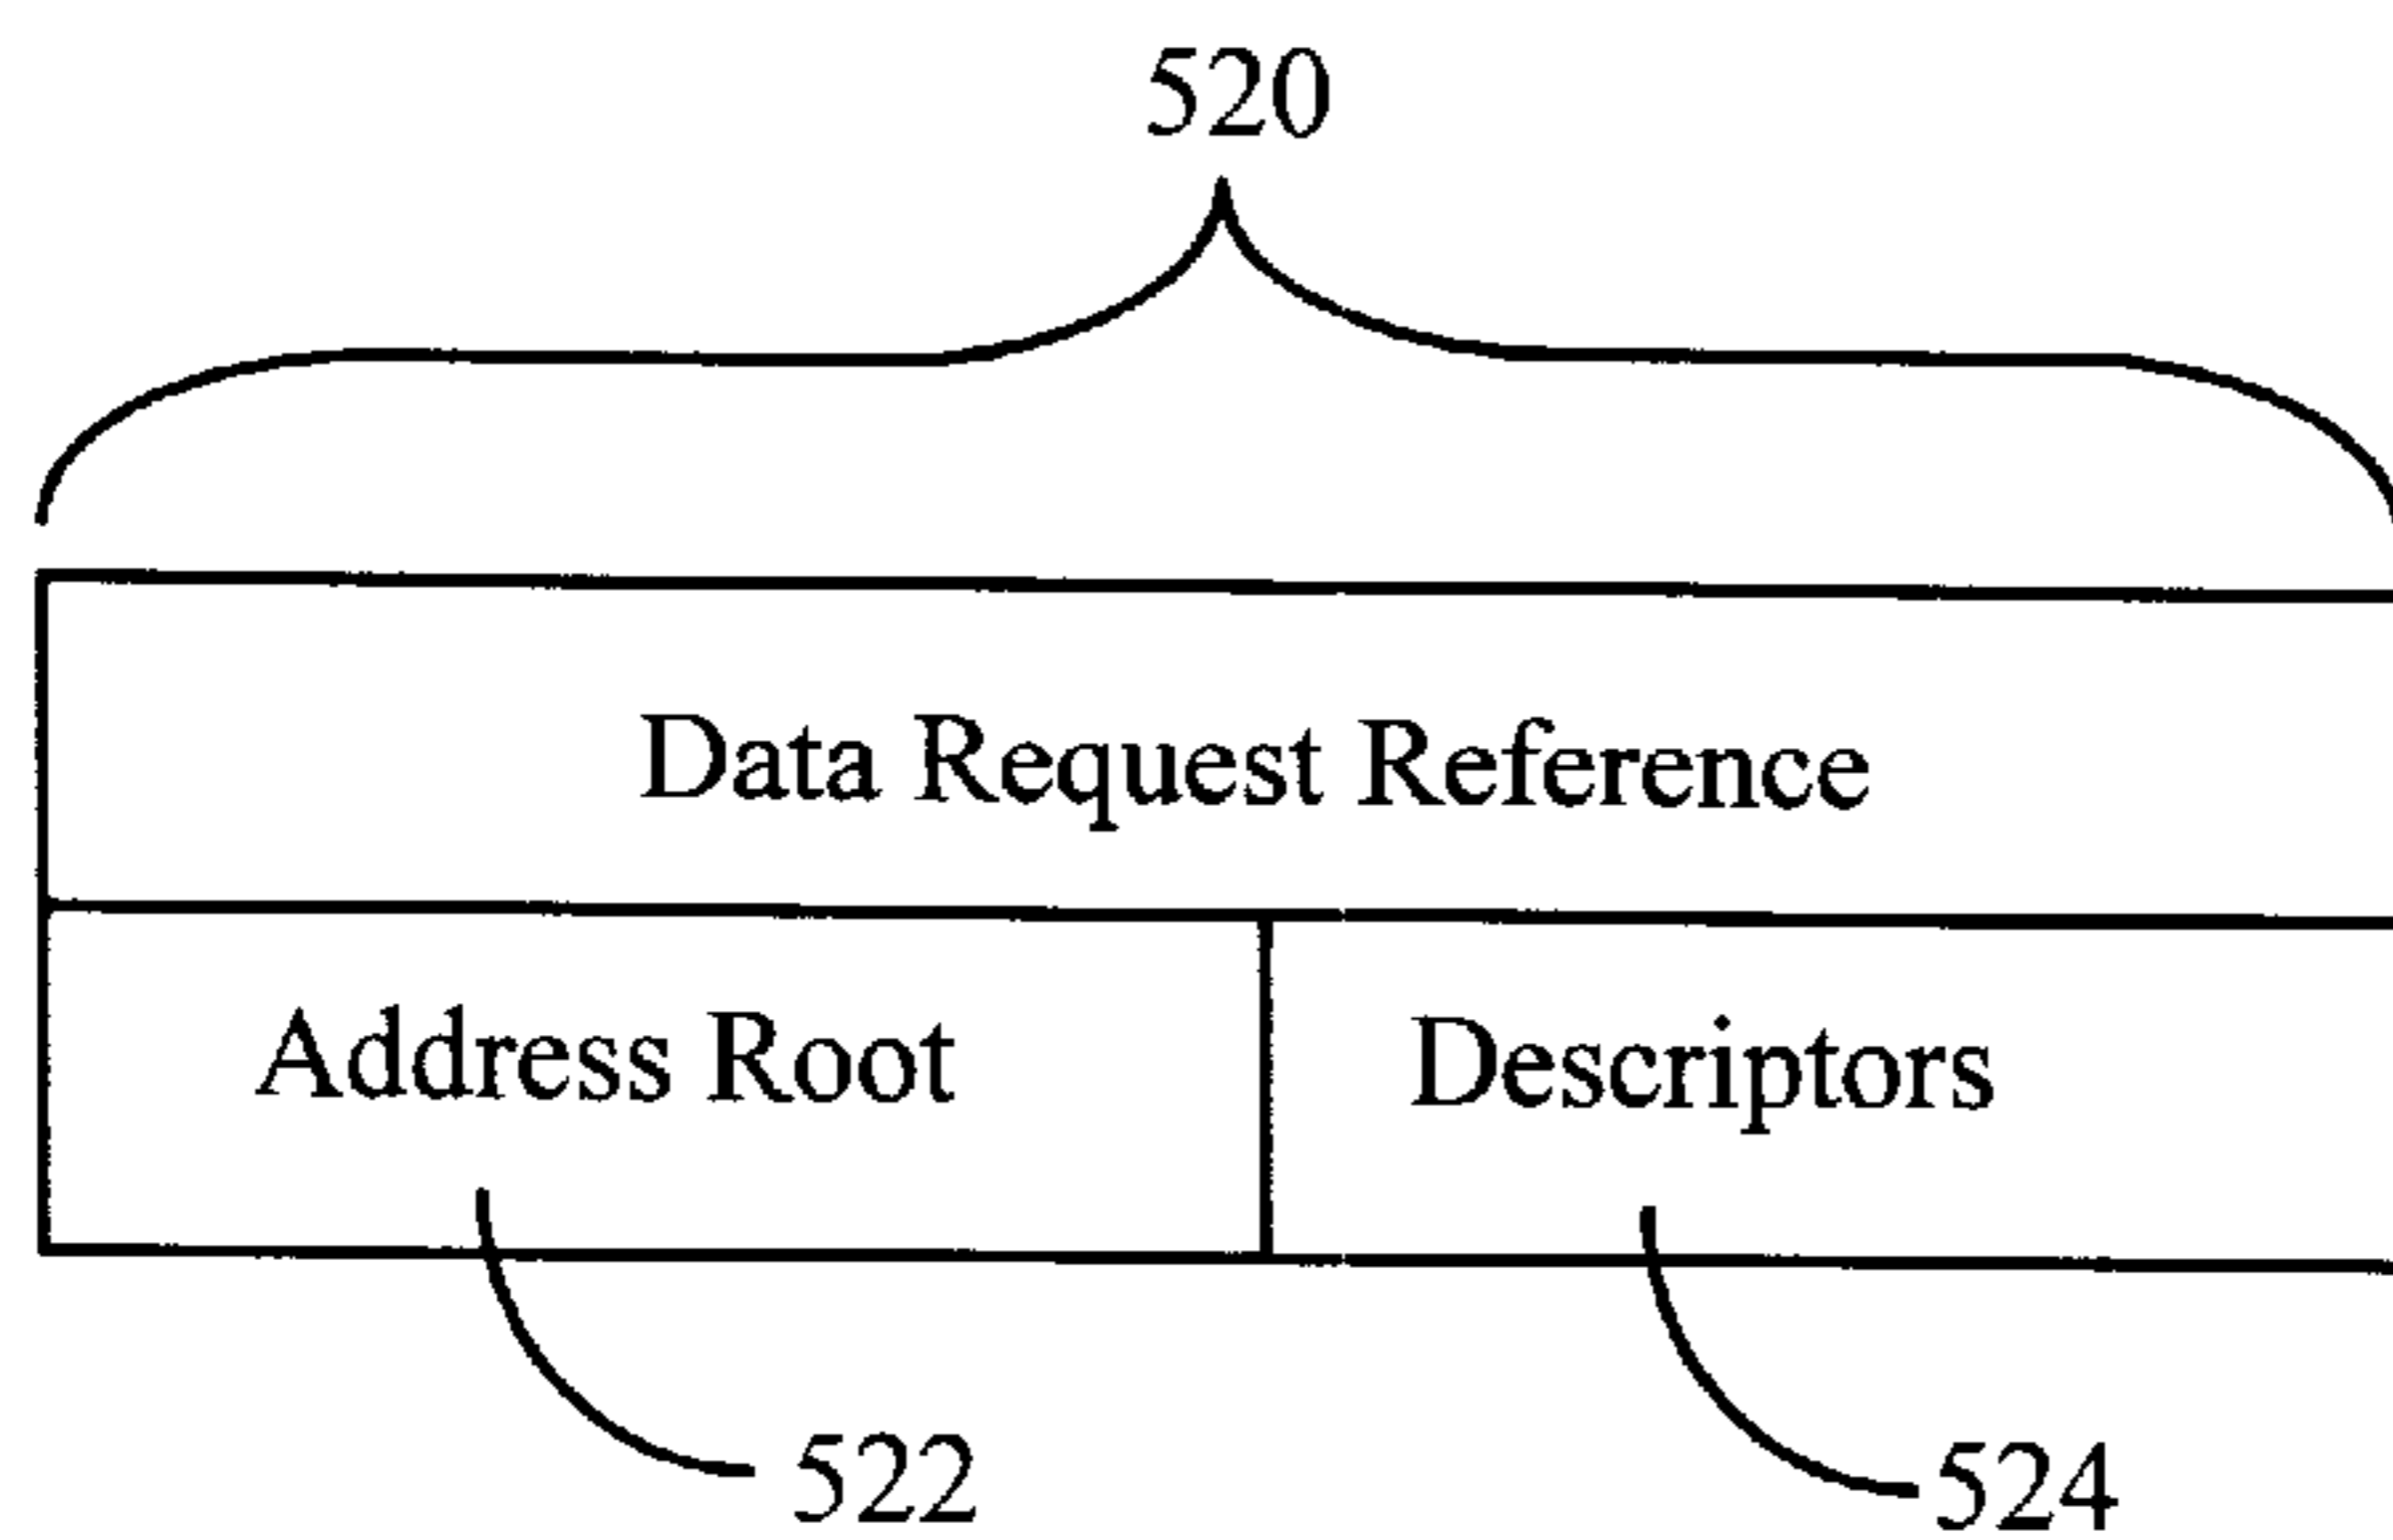 520
Data Request Reference
Address Root
Descriptors
522
524